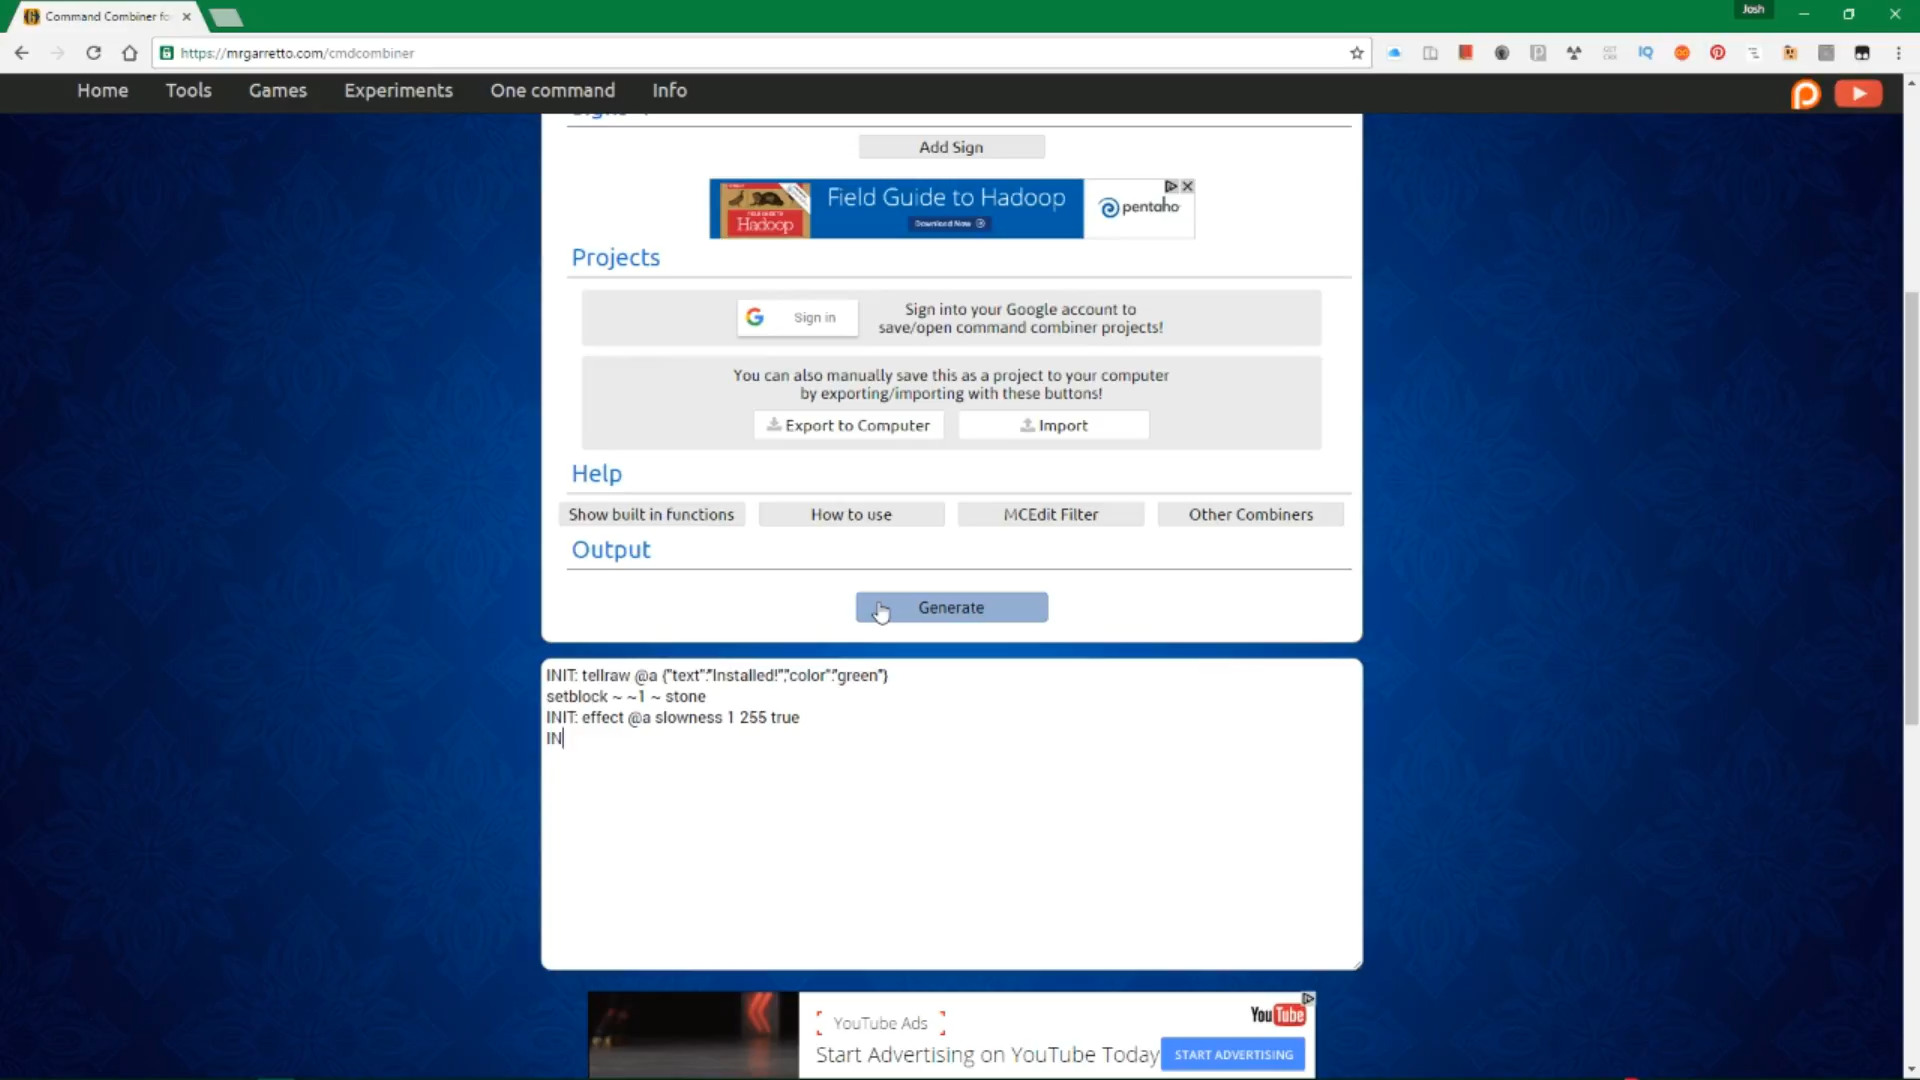 Command Combiner fo
Josh
https://mrgarretto.com/cmdcombiner
Home Tools Games Experiments One command Info
Add Sign
Field Guide to Hadoop
Hadoop
Download Now
pentaho
Projects
Sign in
Sign into your Google account to
save/open command combiner projects!
You can also manually save this as a project to your computer
by exporting/importing with these buttons!
Export to Computer Import
Help
Show built in functions How to use MCEdit Filter Other Combiners
Output
Generate
INIT: tellraw @a {"text":"Installed!","color":"green"}
setblock ~ ~1 ~ stone
INIT: effect @a slowness 1 255 true
IN
YouTube Ads
YouTube
Start Advertising on YouTube Today
START ADVERTISING